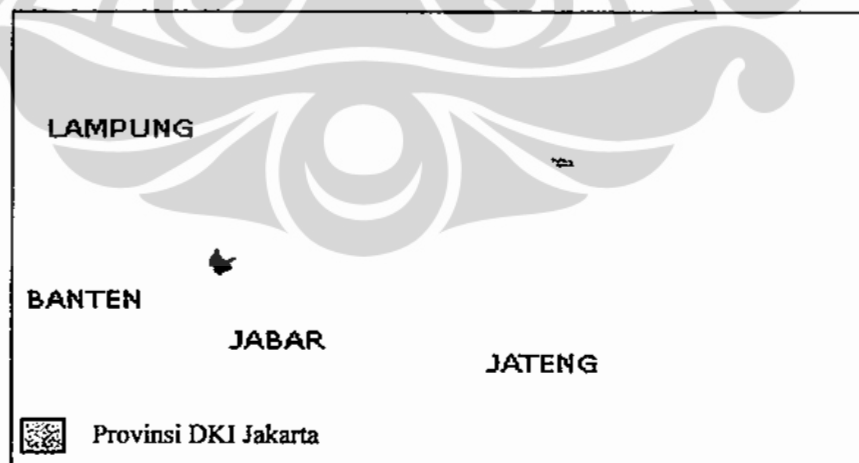 LAMPUNG
BANTEN
JABAR
JATENG
Provinsi DKI Jakarta